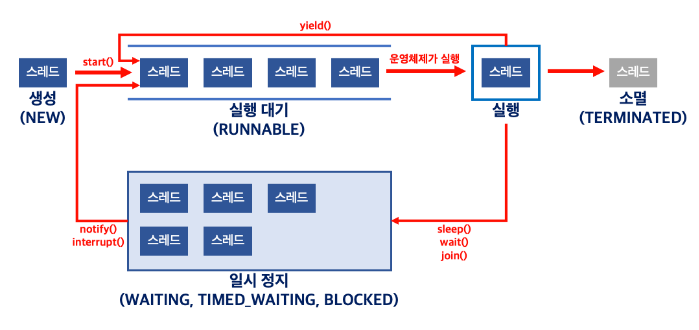 yield()
start()
운영체제가 실행
스레드
스레드
스레드
스레드
스레드
스레드
스레드
생성
(NEW)
실행 대기
(RUNNABLE)
실행
소멸
(TERMINATED)
스레드
스레드
스레드
스레드
스레드
notify()
interrupt()
sleep()
wait()
join()
일시 정지
(WAITING, TIMED_WAITING, BLOCKED)